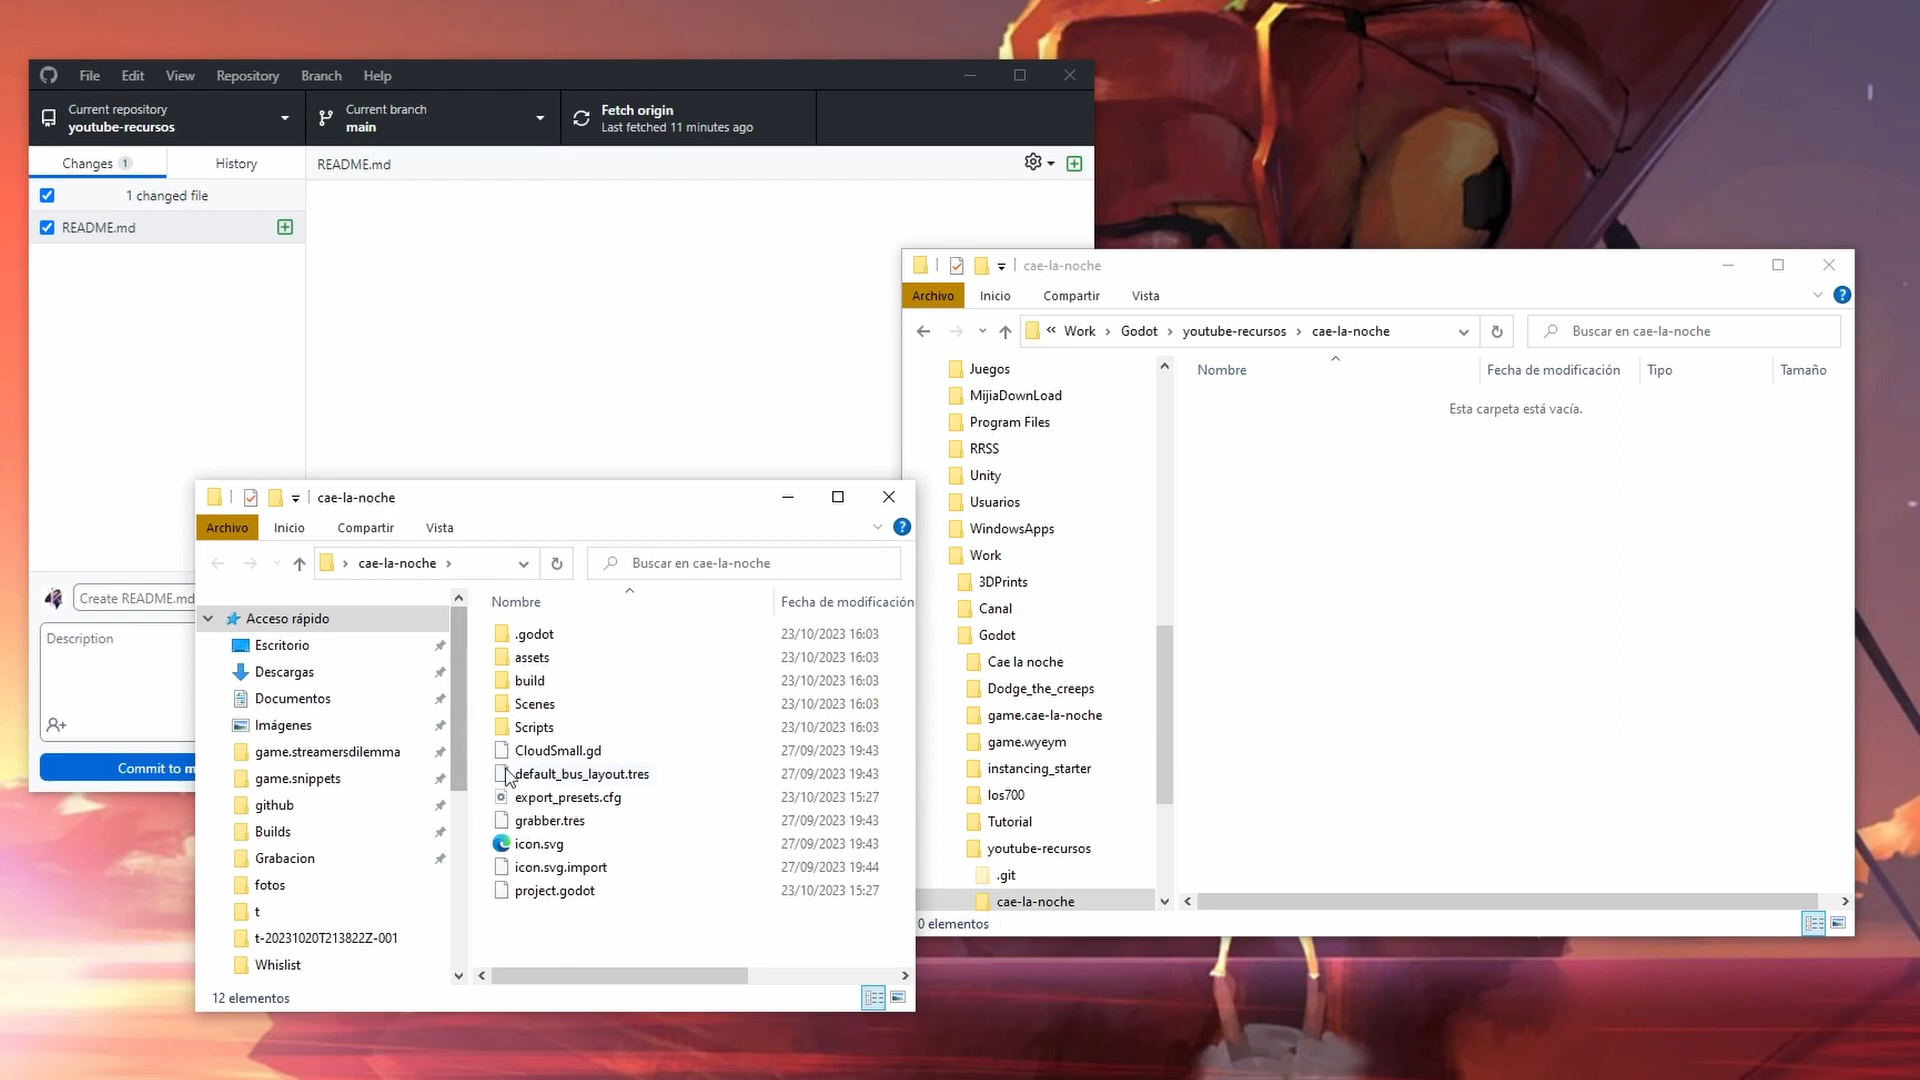 File Edit View Repository Branch Help
Current repository
youtube-recursos
Current branch
main
Fetch origin
Last fetched 11 minutes ago
Changes 1
History
README.md
1 changed file
README.md
Create README.md
Description
Commit to m
cae-la-noche
Archivo Inicio Compartir Vista
« Work › Godot › youtube-recursos › cae-la-noche
Buscar en cae-la-noche
Juegos
MijiaDownLoad
Program Files
RRSS
Unity
Usuarios
WindowsApps
Work
3DPrints
Canal
Godot
Cae la noche
Dodge_the_creeps
game.cae-la-noche
game.wyeym
instancing_starter
los700
Tutorial
youtube-recursos
.git
cae-la-noche
Nombre Fecha de modificación Tipo Tamaño
Esta carpeta está vacía.
0 elementos
cae-la-noche
Archivo Inicio Compartir Vista
› cae-la-noche ›
Buscar en cae-la-noche
Acceso rápido
Escritorio
Descargas
Documentos
Imágenes
game.streamersdilemma
game.snippets
github
Builds
Grabacion
fotos
t
t-20231020T213822Z-001
Whislist
Nombre Fecha de modificación
.godot 23/10/2023 16:03
assets 23/10/2023 16:03
build 23/10/2023 16:03
Scenes 23/10/2023 16:03
Scripts 23/10/2023 16:03
CloudSmall.gd 27/09/2023 19:43
default_bus_layout.tres 27/09/2023 19:43
export_presets.cfg 23/10/2023 15:27
grabber.tres 27/09/2023 19:43
icon.svg 27/09/2023 19:43
icon.svg.import 27/09/2023 19:44
project.godot 23/10/2023 15:27
12 elementos